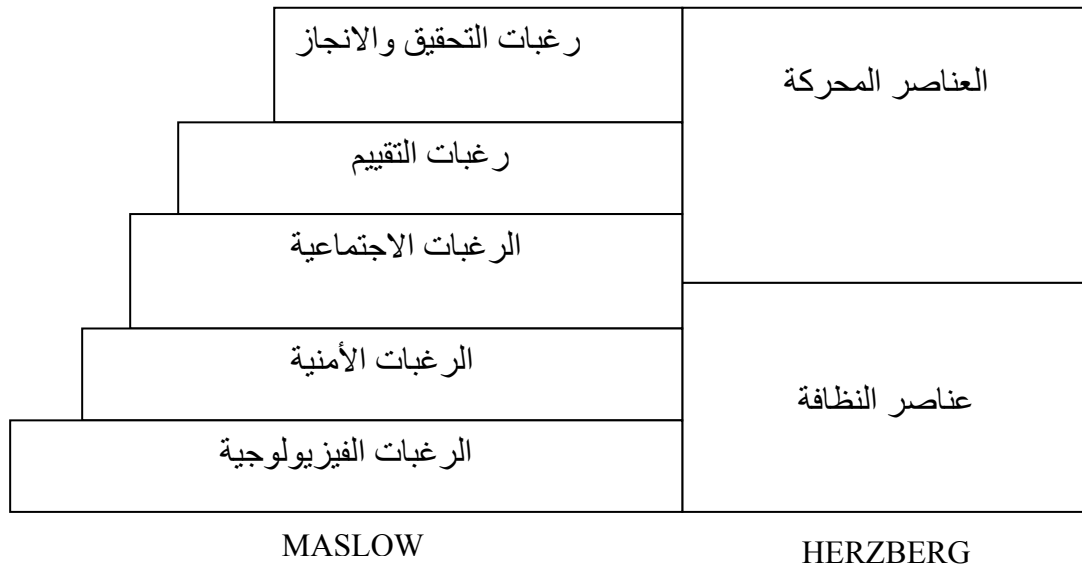 رغبات التحقيق والانجاز
العناصر المحركة
رغبات التقييم
الرغبات الاجتماعية
الرغبات الأمنية
عناصر النظافة
الرغبات الفيزيولوجية
MASLOW
HERZBERG